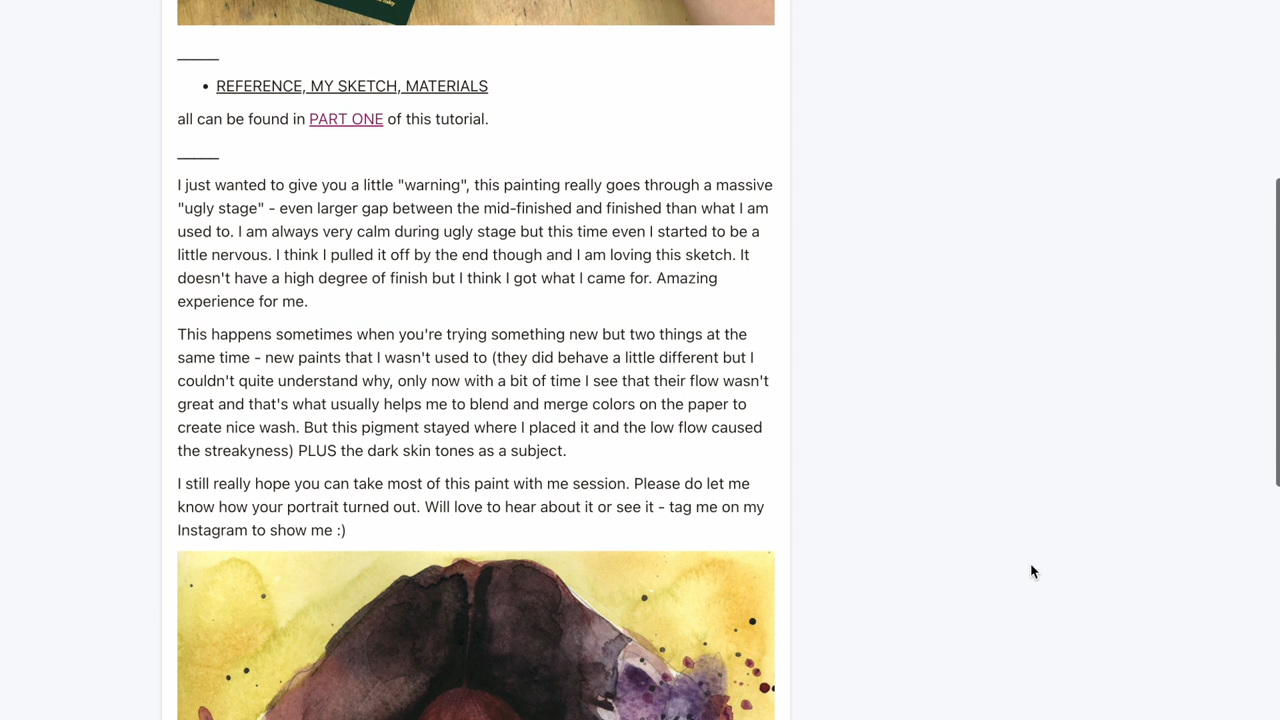 REFERENCE, MY SKETCH, MATERIALS
all can be found in PART ONE of this tutorial.
I just wanted to give you a little "warning", this painting really goes through a massive
"ugly stage" - even larger gap between the mid-finished and finished than what I am
used to. I am always very calm during ugly stage but this time even I started to be a
little nervous. I think I pulled it off by the end though and I am loving this sketch. It
doesn't have a high degree of finish but I think I got what I came for. Amazing
experience for me.
This happens sometimes when you're trying something new but two things at the
same time - new paints that I wasn't used to (they did behave a little different but I
couldn't quite understand why, only now with a bit of time I see that their flow wasn't
great and that's what usually helps me to blend and merge colors on the paper to
create nice wash. But this pigment stayed where I placed it and the low flow caused
the streakyness) PLUS the dark skin tones as a subject.
I still really hope you can take most of this paint with me session. Please do let me
know how your portrait turned out. Will love to hear about it or see it - tag me on my
Instagram to show me :)